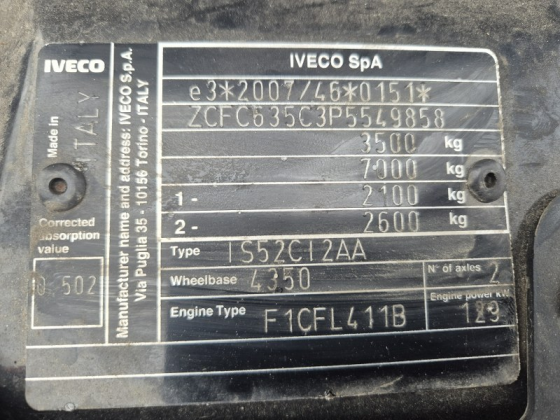 IVECO
IVECO SpA
Made in ITALY
Manufacturer name and address: IVECO S.p.A.
Via Puglia 35 - 10156 Torino - ITALY
e3*2007/46*0151*
ZCFC635C3P5549858
3500 kg
7000 kg
1- 2100 kg
2- 2600 kg
Corrected absorption value
0 502
Type IS52CI2AA
Wheelbase 4350
N° of axles 2
Engine Type F1CFL411B
Engine power kW
129